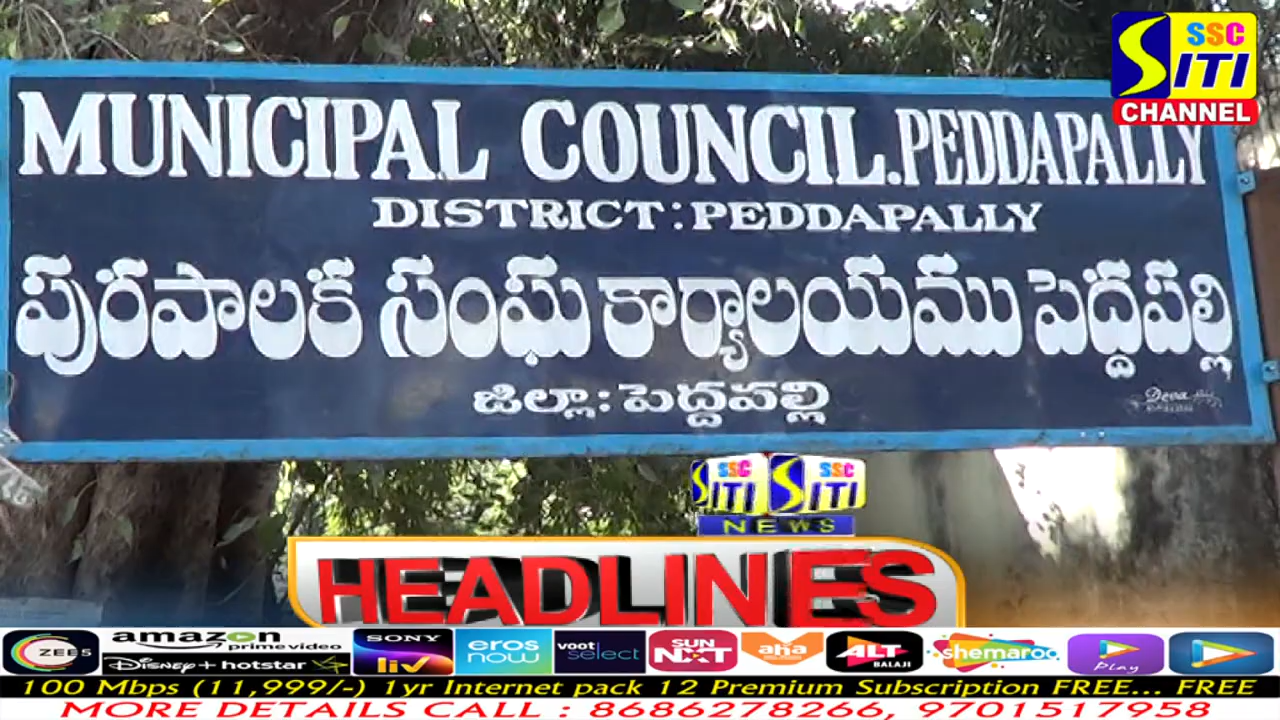 SSC
SITI
CHANNEL
MUNICIPAL COUNCIL.PEDDAPALLY
DISTRICT:PEDDAPALLY
పురపాలక సంఘ కార్యాలయము పెద్దపల్లి
జిల్లా: పెద్దపల్లి
Deva
SSC SITI SSC SITI
NEWS
HEADLINES
ZEE5 amazon primevideo Disney+ hotstar SONY liv eros now voot select SUN NXT aha ALT BALAJI shemaroo Play
100 Mbps (11,999/-) 1yr Internet pack 12 Premium Subscription FREE... FREE
MORE DETAILS CALL : 8686278266, 9701517958